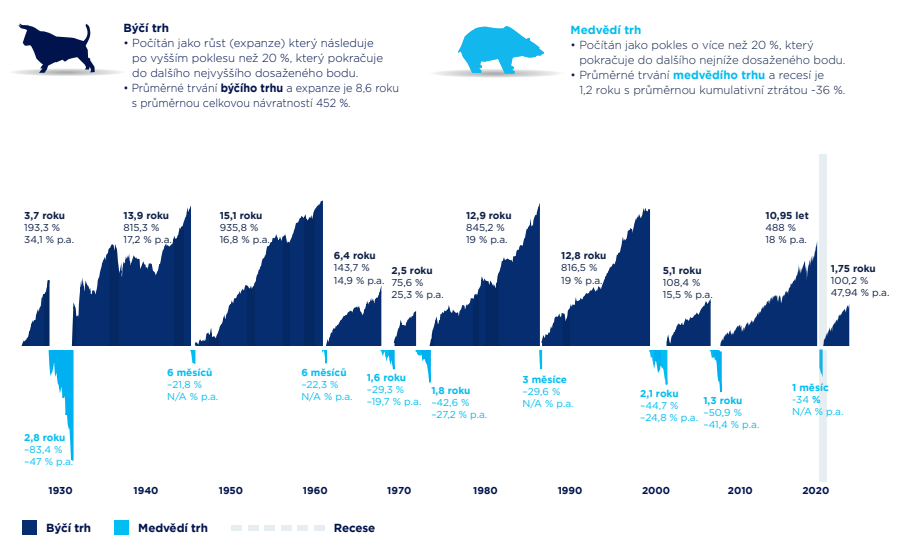 Býčí trh
• Počítán jako růst (expanze) který následuje
po vyšším poklesu než 20 %, který pokračuje
do dalšího nejvyššího dosaženého bodu.
• Průměrné trvání býčího trhu a expanze je 8,6 roku
s průměrnou celkovou návratností 452 %.
Medvědí trh
• Počítán jako pokles o více než 20 %, který
pokračuje do dalšího nejníže dosaženého bodu.
• Průměrné trvání medvědího trhu a recesí je
1,2 roku s průměrnou kumulativní ztrátou -36 %.
3,7 roku
193,3 %
34,1 % p.a.
13,9 roku
815,3 %
17,2 % p.a.
15,1 roku
935,8 %
16,8 % p.a.
6,4 roku
143,7 %
14,9 % p.a.
2,5 roku
75,6 %
25,3 % p.a.
12,9 roku
845,2 %
19 % p.a.
12,8 roku
816,5 %
19 % p.a.
5,1 roku
108,4 %
15,5 % p.a.
10,95 let
488 %
18 % p.a.
1,75 roku
100,2 %
47,94 % p.a.
2,8 roku
–83,4 %
–47 % p.a.
6 měsíců
–21,8 %
N/A % p.a.
6 měsíců
–22,3 %
N/A % p.a.
1,6 roku
–29,3 %
–19,7 % p.a.
1,8 roku
–42,6 %
–27,2 % p.a.
3 měsíce
–29,6 %
N/A % p.a.
2,1 roku
–44,7 %
–24,8 % p.a.
1,3 roku
–50,9 %
–41,4 % p.a.
1 měsíc
–34 %
N/A % p.a.
1930 1940 1950 1960 1970 1980 1990 2000 2010 2020
Býčí trh Medvědí trh Recese